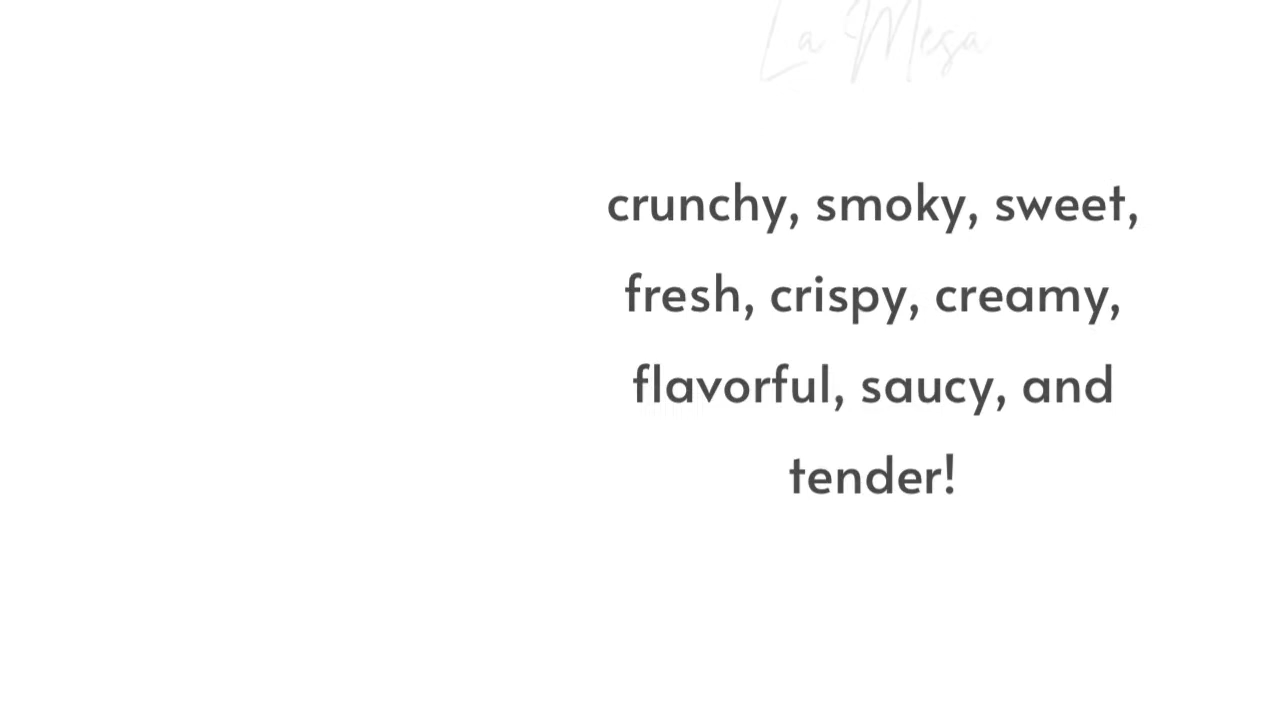 La Mesa
crunchy, smoky, sweet,
fresh, crispy, creamy,
flavorful, saucy, and
tender!